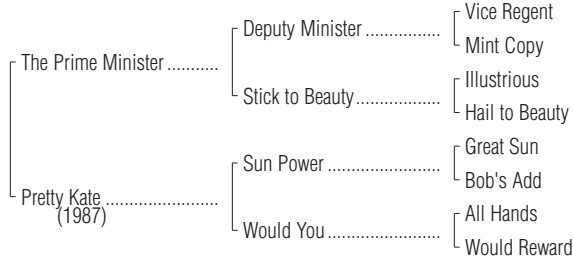 Vice Regent
Deputy Minister ..................
Mint Copy
The Prime Minister ...........
Illustrious
Stick to Beauty ....................
Hail to Beauty
Great Sun
Sun Power ...........................
Bob's Add
Pretty Kate ........................
(1987)
All Hands
Would You ...........................
Would Reward